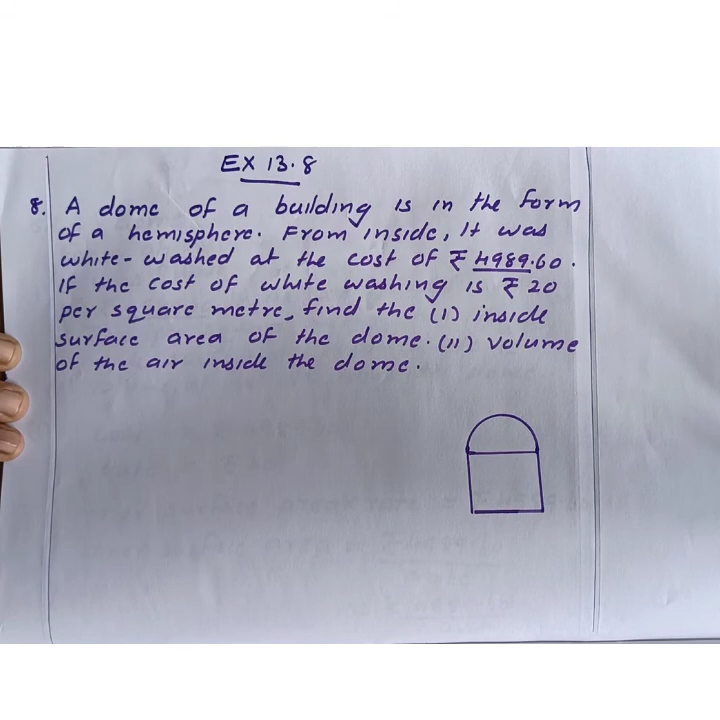 EX 13.8
8. A dome of a building is in the form
of a hemisphere. From inside, it was
white-washed at the cost of ₹ 4989.60.
If the cost of white washing is ₹ 20
per square metre, find the (i) inside
surface area of the dome. (ii) volume
of the air inside the dome.